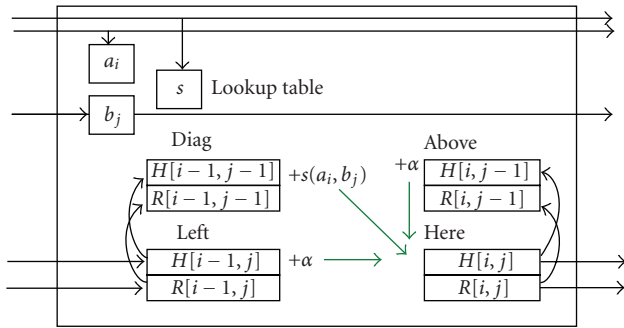 a_i
s Lookup table
b_j
Diag Above
H[i − 1, j − 1] +s(a_i, b_j) +α H[i, j − 1]
R[i − 1, j − 1] R[i, j − 1]
Left Here
H[i − 1, j] +α H[i, j]
R[i − 1, j] R[i, j]